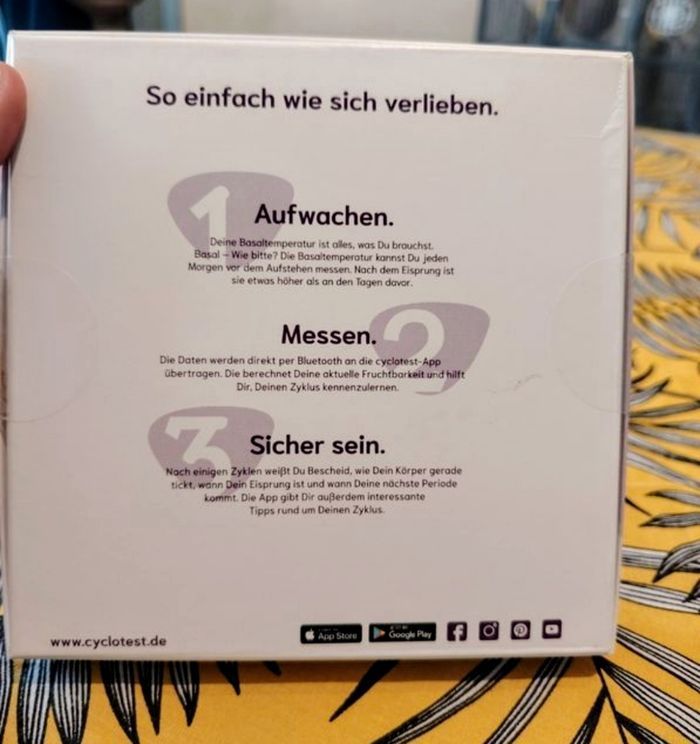 So einfach wie sich verlieben.
1
Aufwachen.
Deine Basaltemperatur ist alles, was Du brauchst.
Basal – Wie bitte? Die Basaltemperatur kannst Du jeden
Morgen vor dem Aufstehen messen. Nach dem Eisprung ist
sie etwas höher als an den Tagen davor.
2
Messen.
Die Daten werden direkt per Bluetooth an die cyclotest-App
übertragen. Die berechnet Deine aktuelle Fruchtbarkeit und hilft
Dir, Deinen Zyklus kennenzulernen.
3
Sicher sein.
Nach einigen Zyklen weißt Du Bescheid, wie Dein Körper gerade
tickt, wann Dein Eisprung ist und wann Deine nächste Periode
kommt. Die App gibt Dir außerdem interessante
Tipps rund um Deinen Zyklus.
www.cyclotest.de
App Store
Google Play